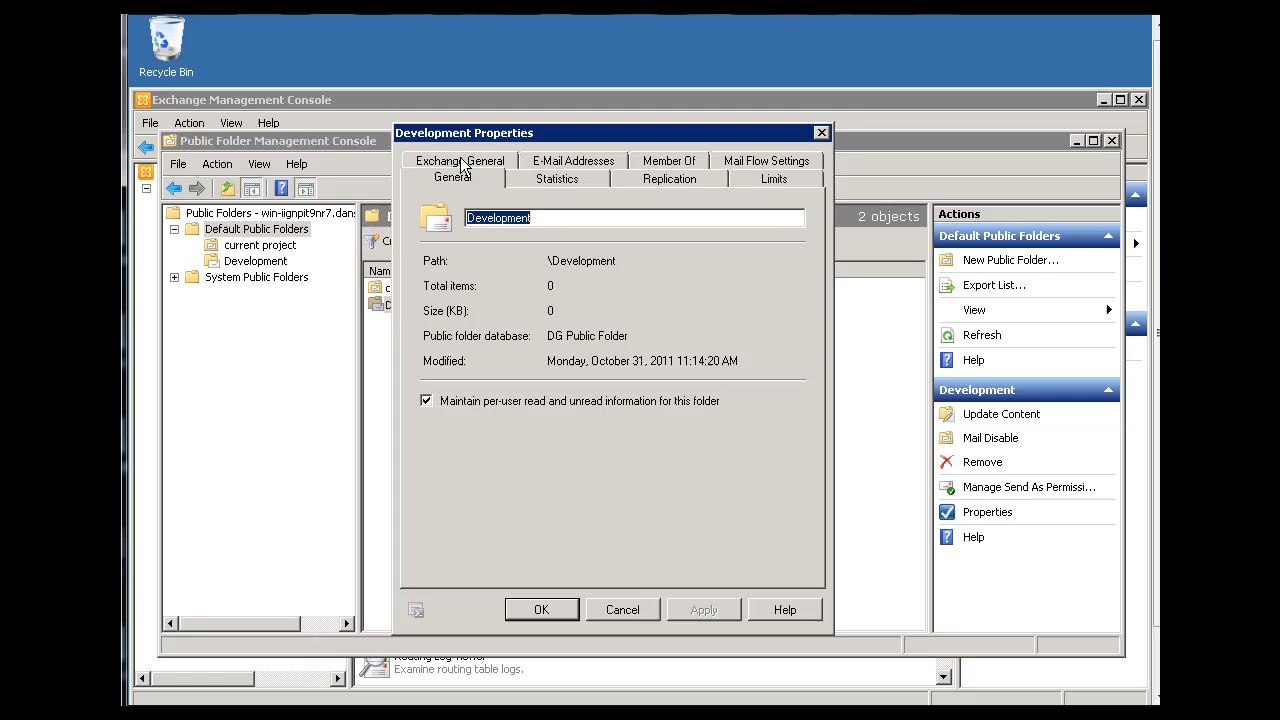 Recycle Bin
Exchange Management Console
File Action View Help
Public Folder Management Console
File Action View Help
Public Folders - win-iignpit9nr7.dan
Default Public Folders
current project
Development
System Public Folders
2 objects
Development Properties
Exchange General E-Mail Addresses Member Of Mail Flow Settings
General Statistics Replication Limits
Development
Path: \Development
Total items: 0
Size (KB): 0
Public folder database: DG Public Folder
Modified: Monday, October 31, 2011 11:14:20 AM
Maintain per-user read and unread information for this folder
OK Cancel Apply Help
Actions
Default Public Folders
New Public Folder...
Export List...
View
Refresh
Help
Development
Update Content
Mail Disable
Remove
Manage Send As Permissi...
Properties
Help
Examine routing table logs.